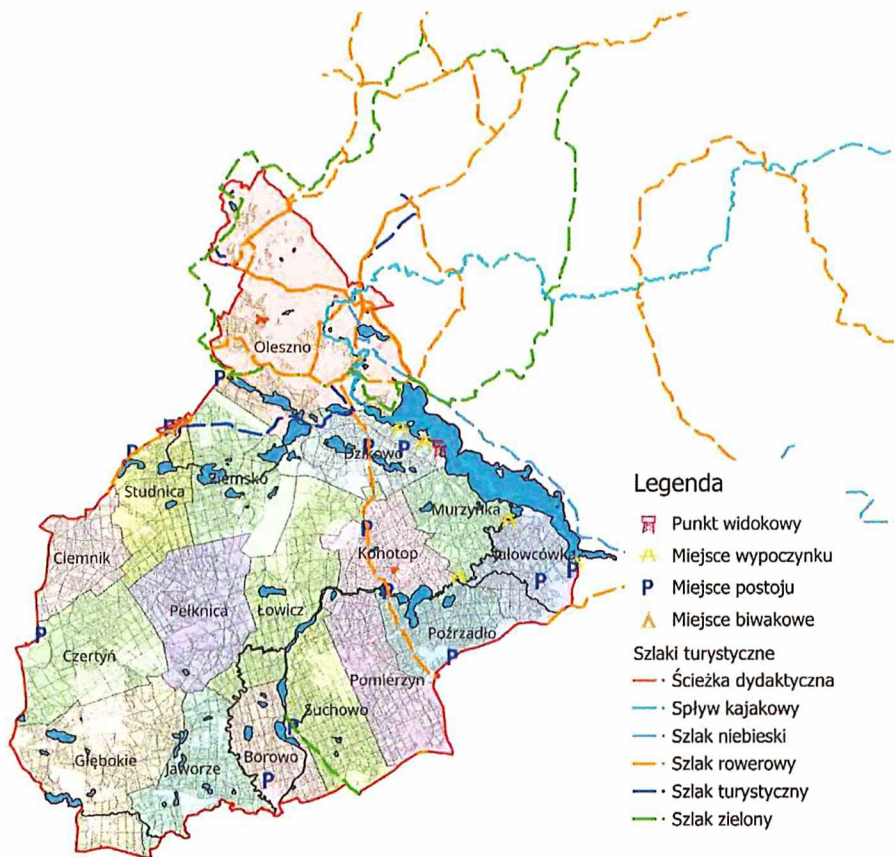 Oleszno
P
P
P
Dzikowo
P
P
Studnica
Ziemsko
Murzynka
Ciemnik
P
Konotop
Jałowcówka
P
P
Pełknica
Łowicz
P
P
Poźrzadło
Czertyń
P
Pomierzyn
Suchowo
P
Głębokie
Jaworze
Borowo
P
Legenda
Punkt widokowy
Miejsce wypoczynku
P Miejsce postoju
Miejsce biwakowe
Szlaki turystyczne
Ścieżka dydaktyczna
Spływ kajakowy
Szlak niebieski
Szlak rowerowy
Szlak turystyczny
Szlak zielony